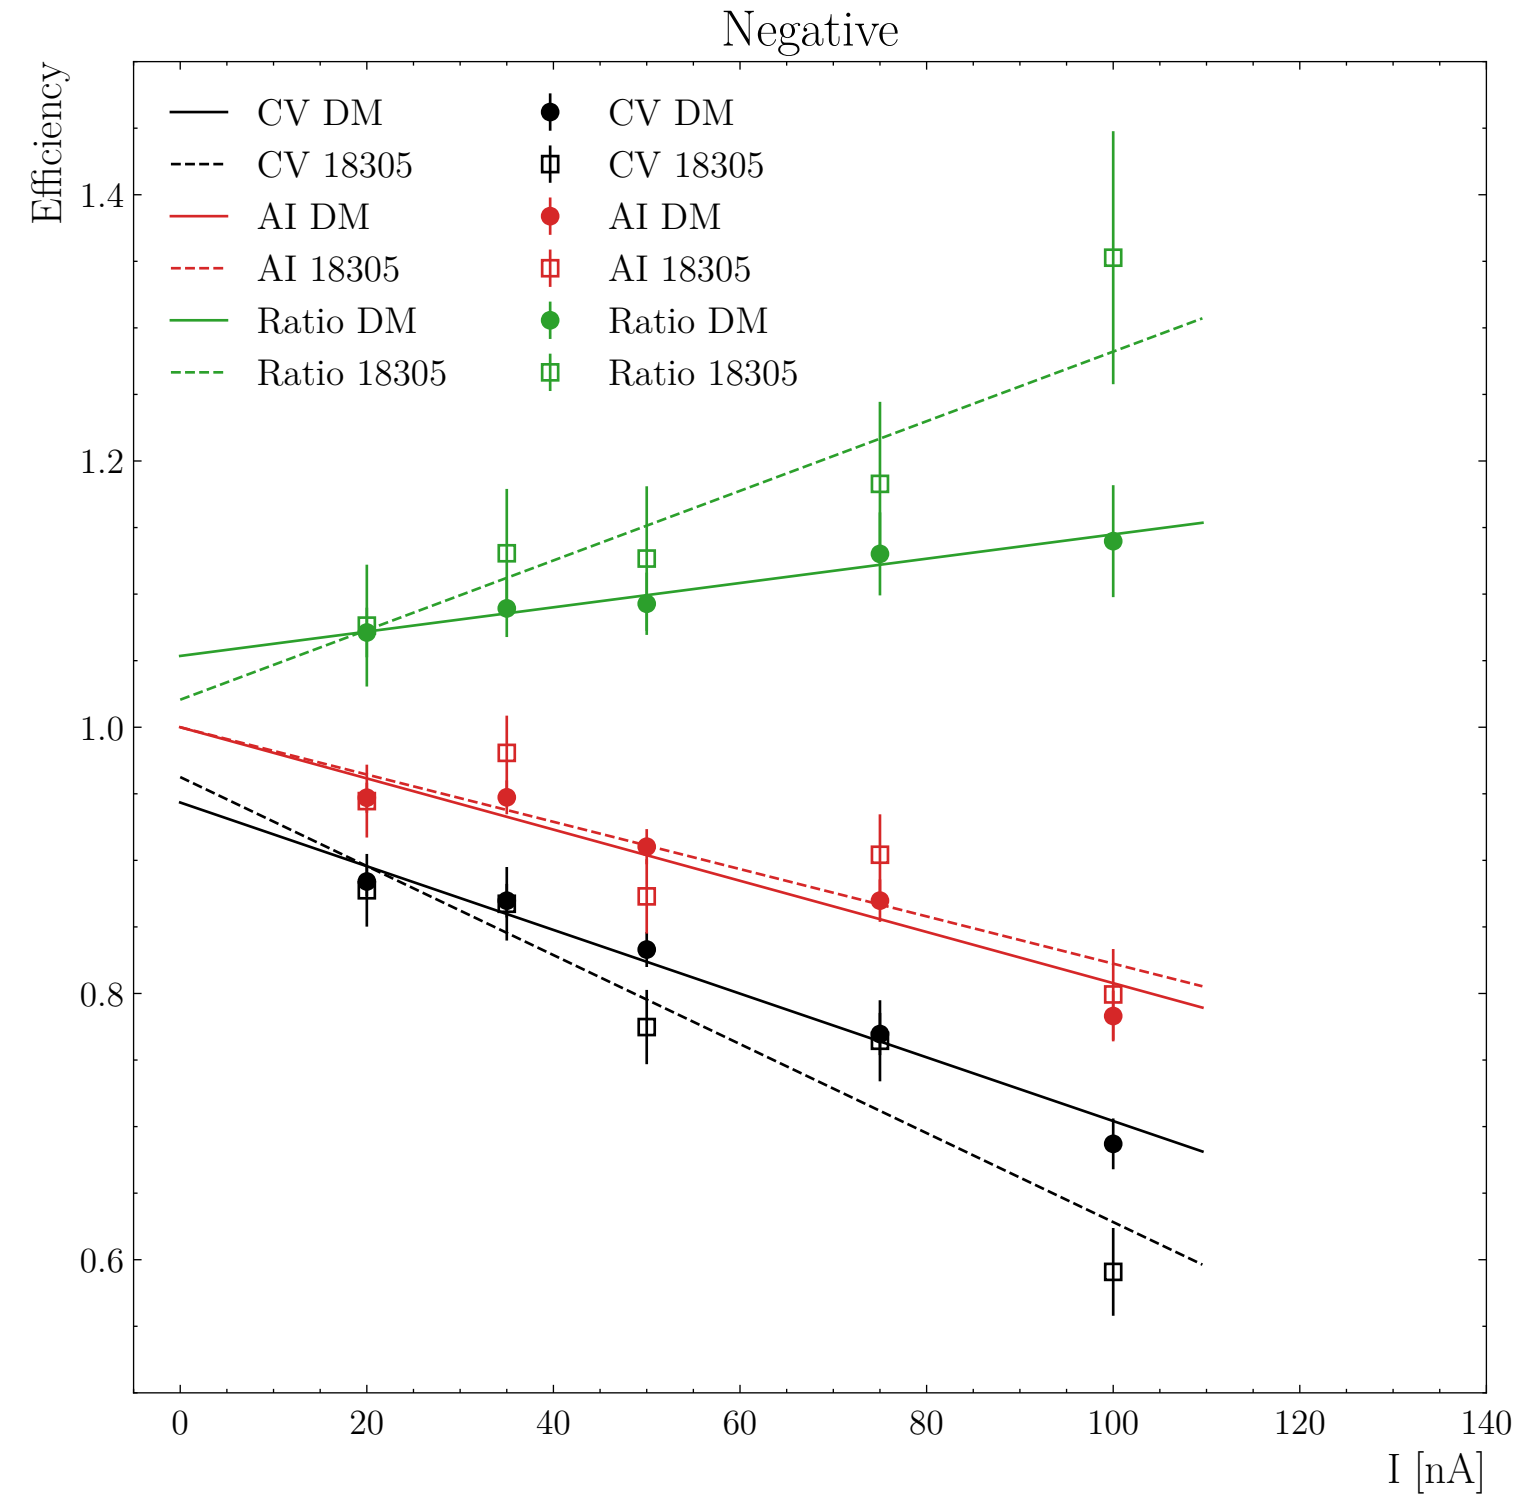 Negative
Efficiency
CV DM
CV 18305
AI DM
AI 18305
Ratio DM
Ratio 18305
CV DM
CV 18305
AI DM
AI 18305
Ratio DM
Ratio 18305
1.4
1.2
1.0
0.8
0.6
0 20 40 60 80 100 120 140
I [nA]